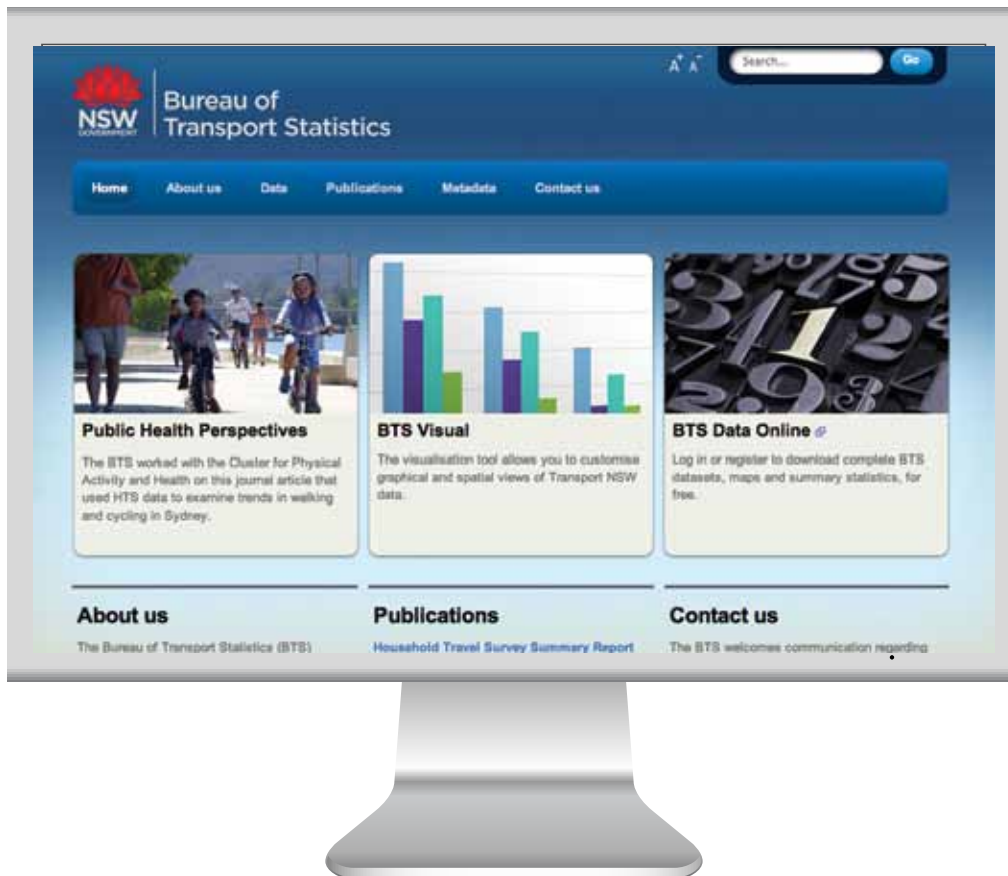 A+ A-
Search...
Go
NSW
GOVERNMENT
Bureau of
Transport Statistics
Home About us Data Publications Metadata Contact us
Public Health Perspectives
The BTS worked with the Cluster for Physical
Activity and Health on this journal article that
used HTS data to examine trends in walking
and cycling in Sydney.
BTS Visual
The visualisation tool allows you to customise
graphical and spatial views of Transport NSW
data.
BTS Data Online
Log in or register to download complete BTS
datasets, maps and summary statistics, for
free.
About us
The Bureau of Transport Statistics (BTS)
Publications
Household Travel Survey Summary Report
Contact us
The BTS welcomes communication regarding